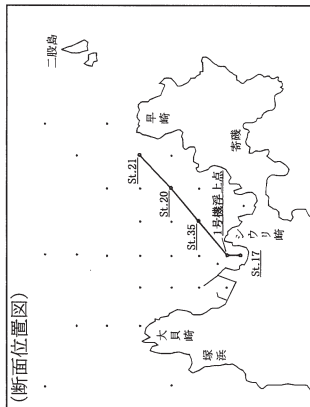 (断面位置図)
二股島
早崎
St.21
St.20
寄磯
St.35
1号機浮上点
シウリ崎
St.17
大貝崎
塚浜